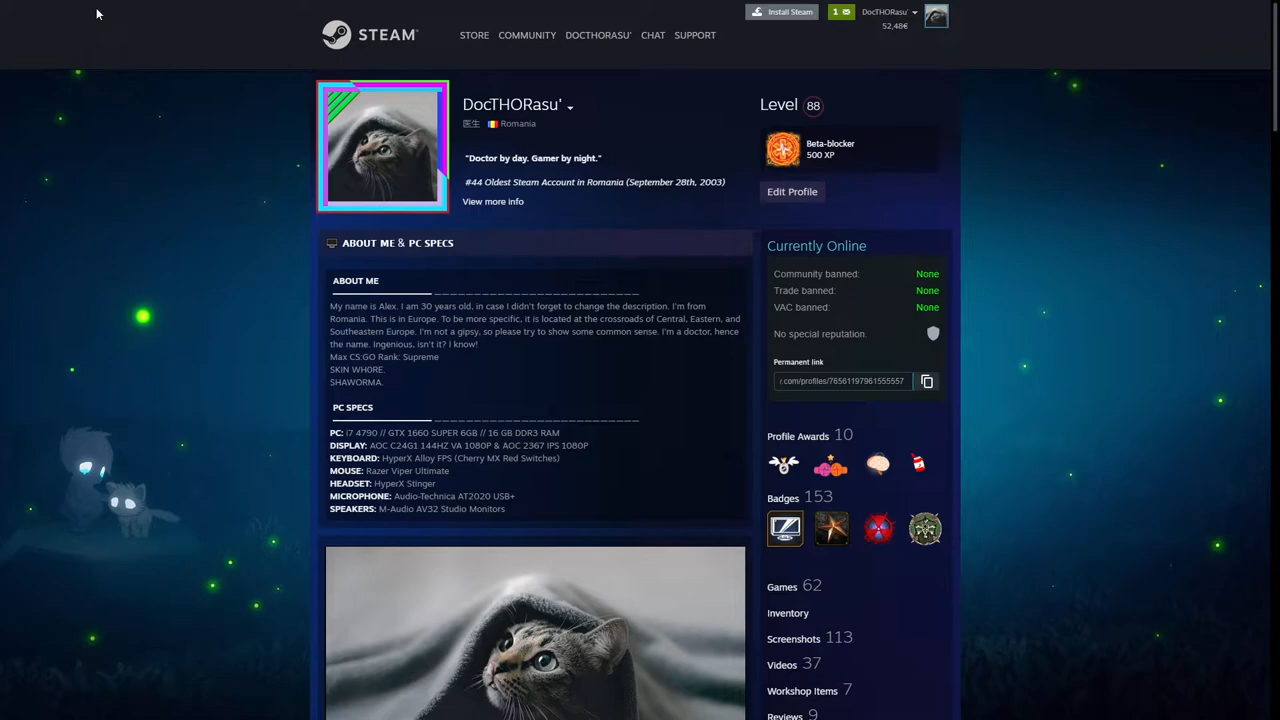 Install Steam
1
DocTHORasu'
52,48€
STEAM
STORE COMMUNITY DOCTHORASU' CHAT SUPPORT
DocTHORasu'
医生 Romania
"Doctor by day. Gamer by night."
#44 Oldest Steam Account in Romania (September 28th, 2003)
View more info
Level 88
Beta-blocker
500 XP
Edit Profile
ABOUT ME & PC SPECS
ABOUT ME
My name is Alex. I am 30 years old, in case I didn't forget to change the description. I'm from
Romania. This is in Europe. To be more specific, it is located at the crossroads of Central, Eastern, and
Southeastern Europe. I'm not a gipsy, so please try to show some common sense. I'm a doctor, hence
the name. Ingenious, isn't it? I know!
Max CS:GO Rank: Supreme
SKIN WH0RE.
SHAWORMA.
PC SPECS
PC: i7 4790 // GTX 1660 SUPER 6GB // 16 GB DDR3 RAM
DISPLAY: AOC C24G1 144HZ VA 1080P & AOC 2367 IPS 1080P
KEYBOARD: HyperX Alloy FPS (Cherry MX Red Switches)
MOUSE: Razer Viper Ultimate
HEADSET: HyperX Stinger
MICROPHONE: Audio-Technica AT2020 USB+
SPEAKERS: M-Audio AV32 Studio Monitors
Currently Online
Community banned: None
Trade banned: None
VAC banned: None
No special reputation.
Permanent link
r.com/profiles/76561197961555557
Profile Awards 10
Badges 153
Games 62
Inventory
Screenshots 113
Videos 37
Workshop Items 7
Reviews 9